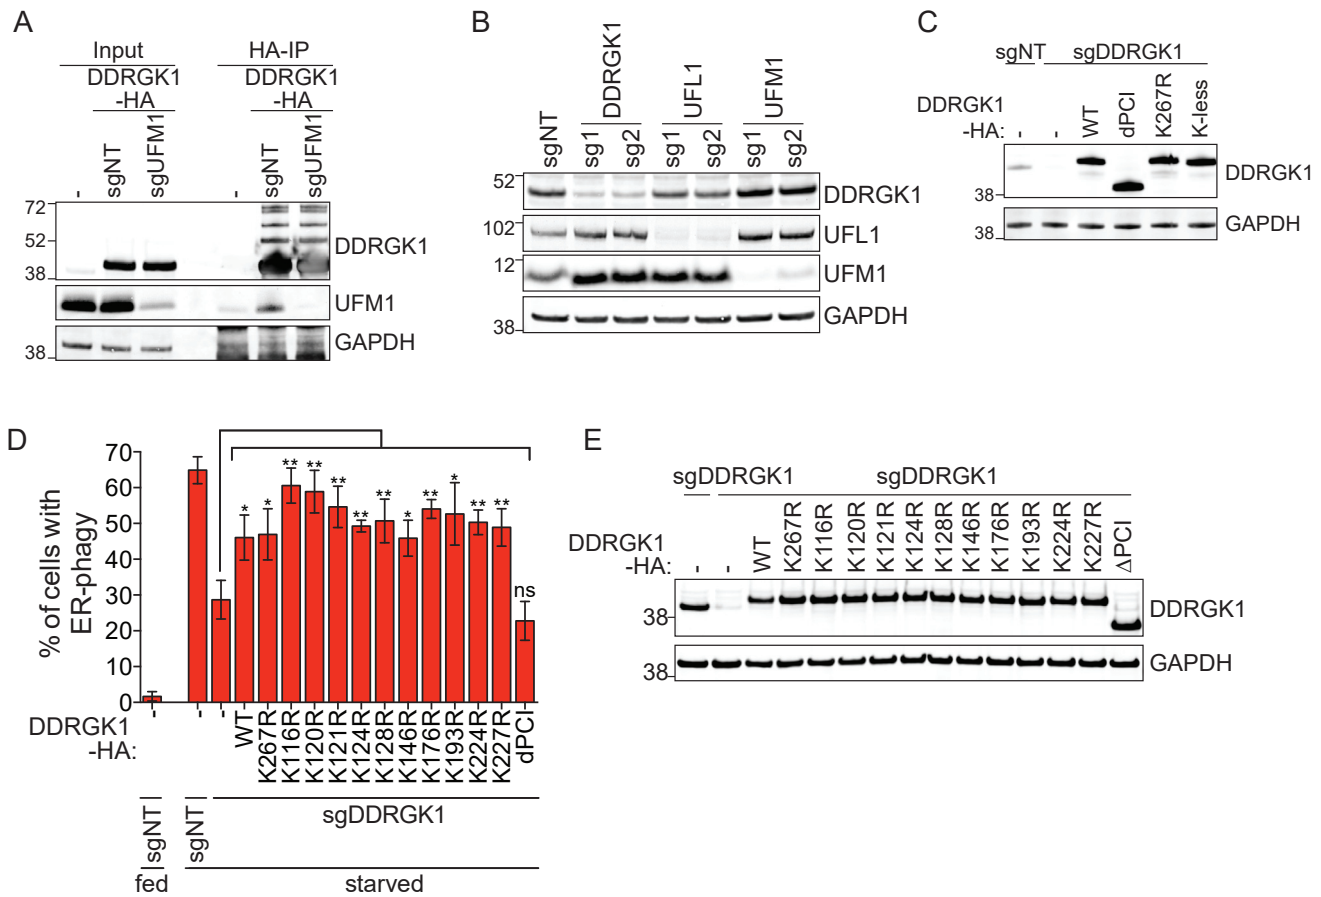 A
Input
HA-IP
DDRGK1
-HA
DDRGK1
-HA
-
sgNT
sgUFM1
-
sgNT
sgUFM1
72
52
38
DDRGK1
UFM1
38
GAPDH
B
DDRGK1
UFL1
UFM1
sgNT
sg1
sg2
sg1
sg2
sg1
sg2
52
DDRGK1
102
UFL1
12
UFM1
38
GAPDH
C
sgNT
sgDDRGK1
DDRGK1
-HA:
-
-
WT
dPCI
K267R
K-less
38
DDRGK1
38
GAPDH
D
% of cells with
ER-phagy
70
60
50
40
30
20
10
0
*
*
**
**
**
**
**
*
**
*
**
**
ns
DDRGK1
-HA:
-
-
-
WT
K267R
K116R
K120R
K121R
K124R
K128R
K146R
K176R
K193R
K224R
K227R
dPCI
sgNT
sgNT
sgDDRGK1
fed
starved
E
sgDDRGK1
sgDDRGK1
DDRGK1
-HA:
-
-
WT
K267R
K116R
K120R
K121R
K124R
K128R
K146R
K176R
K193R
K224R
K227R
ΔPCI
38
DDRGK1
38
GAPDH